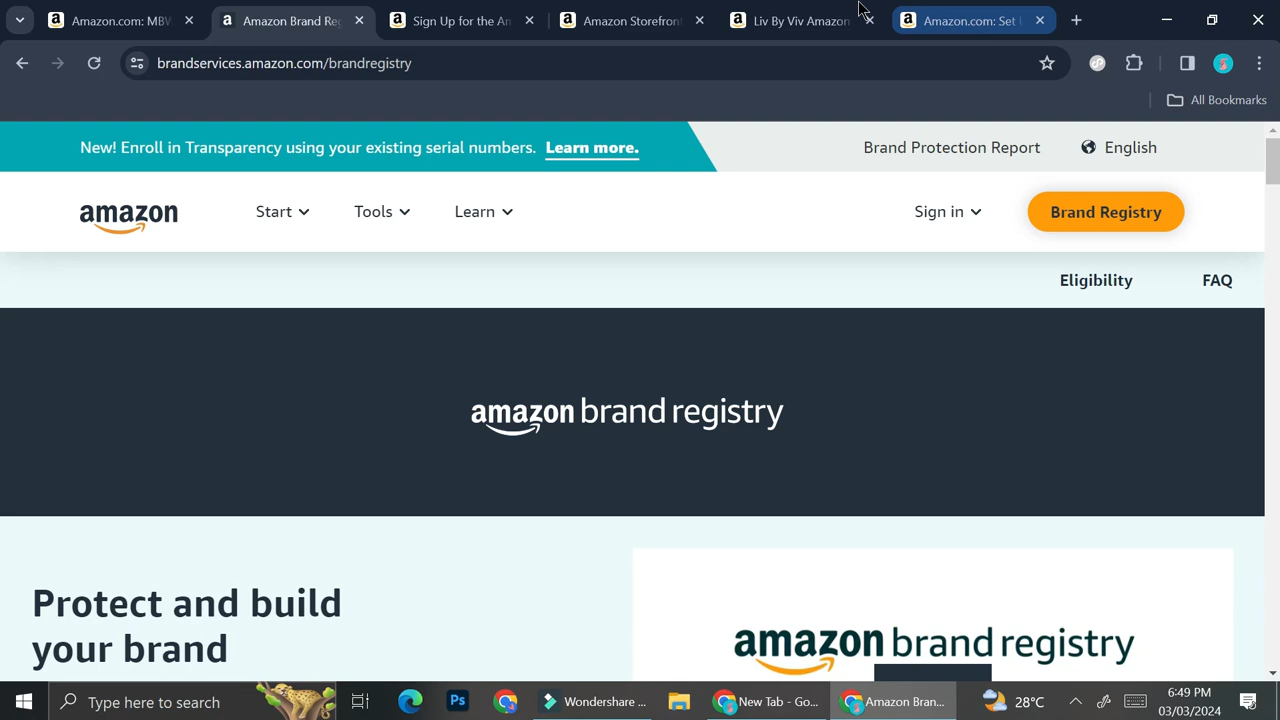 Amazon.com: MBV
Amazon Brand Reg
Sign Up for the Am
Amazon Storefront
Liv By Viv Amazon
Amazon.com: Set U
brandservices.amazon.com/brandregistry
All Bookmarks
New! Enroll in Transparency using your existing serial numbers. Learn more.
Brand Protection Report
English
amazon
Start
Tools
Learn
Sign in
Brand Registry
Eligibility
FAQ
amazon brand registry
Protect and build
your brand
amazon brand registry
Type here to search
Ps
Wondershare ...
New Tab - Go...
Amazon Bran...
28°C
6:49 PM
03/03/2024